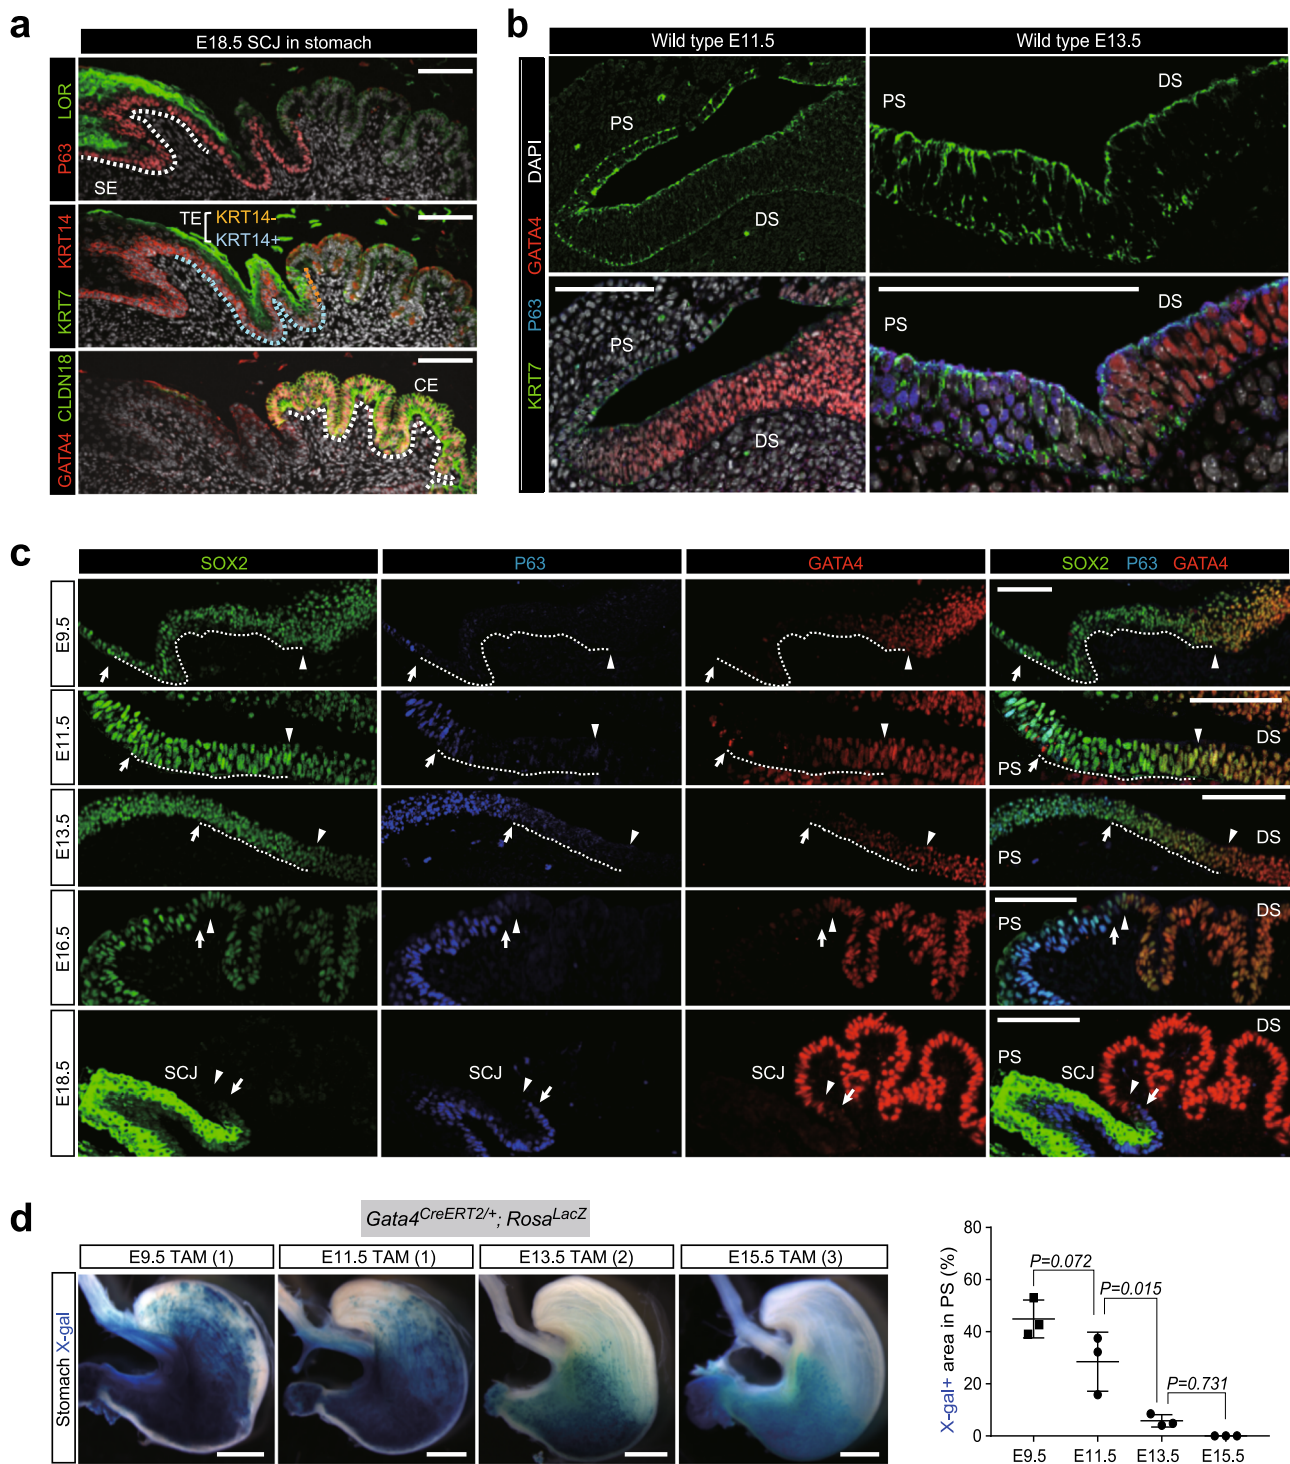 a
E18.5 SCJ in stomach
P63 LOR
SE
KRT7 KRT14
TE
KRT14-
KRT14+
GATA4 CLDN18
CE
b
Wild type E11.5
Wild type E13.5
KRT7 P63 GATA4 DAPI
PS
DS
PS
DS
PS
DS
PS
DS
c
SOX2
P63
GATA4
SOX2 P63 GATA4
E9.5
E11.5
DS
PS
E13.5
DS
PS
E16.5
DS
PS
E18.5
SCJ
SCJ
SCJ
DS
PS
SCJ
d
Gata4CreERT2/+; RosaLacZ
E9.5 TAM (1)
E11.5 TAM (1)
E13.5 TAM (2)
E15.5 TAM (3)
Stomach X-gal
X-gal+ area in PS (%)
80
60
40
20
0
P=0.072
P=0.015
P=0.731
E9.5
E11.5
E13.5
E15.5